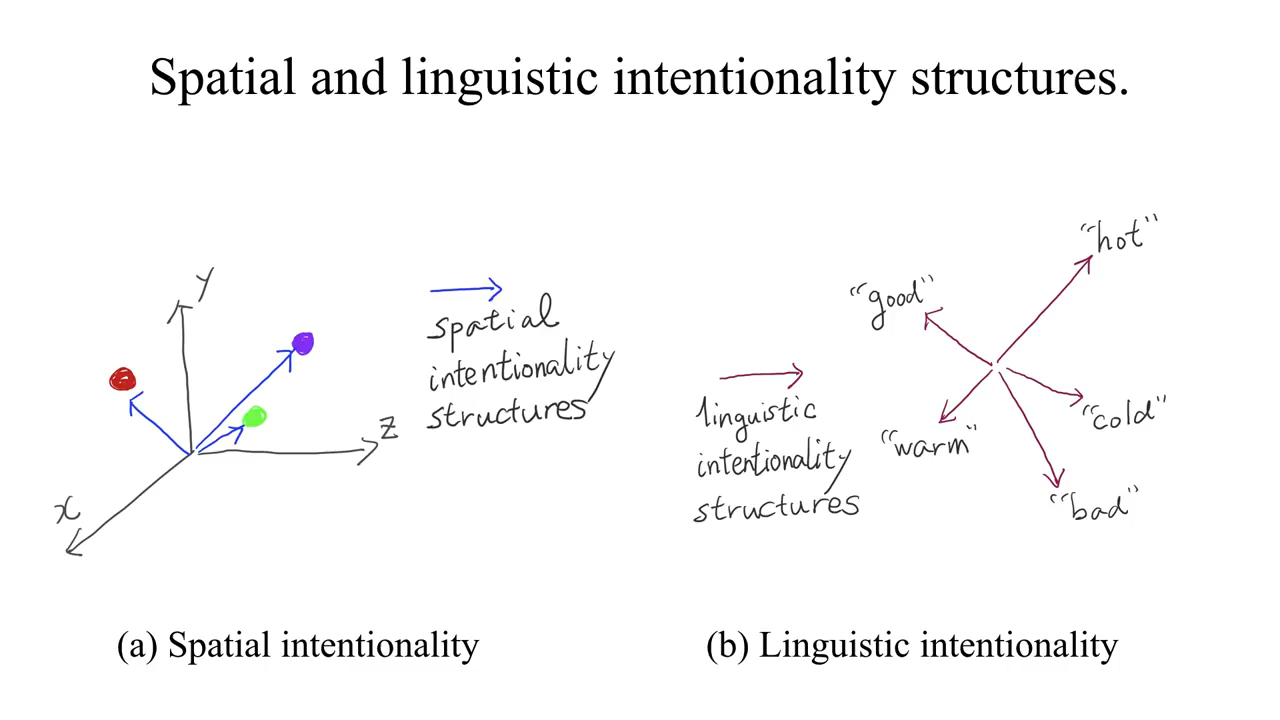 Spatial and linguistic intentionality structures.
y
z
x
spatial
intentionality
structures
linguistic
intentionality
structures
"hot"
"good"
"cold"
"warm"
"bad"
(a) Spatial intentionality
(b) Linguistic intentionality